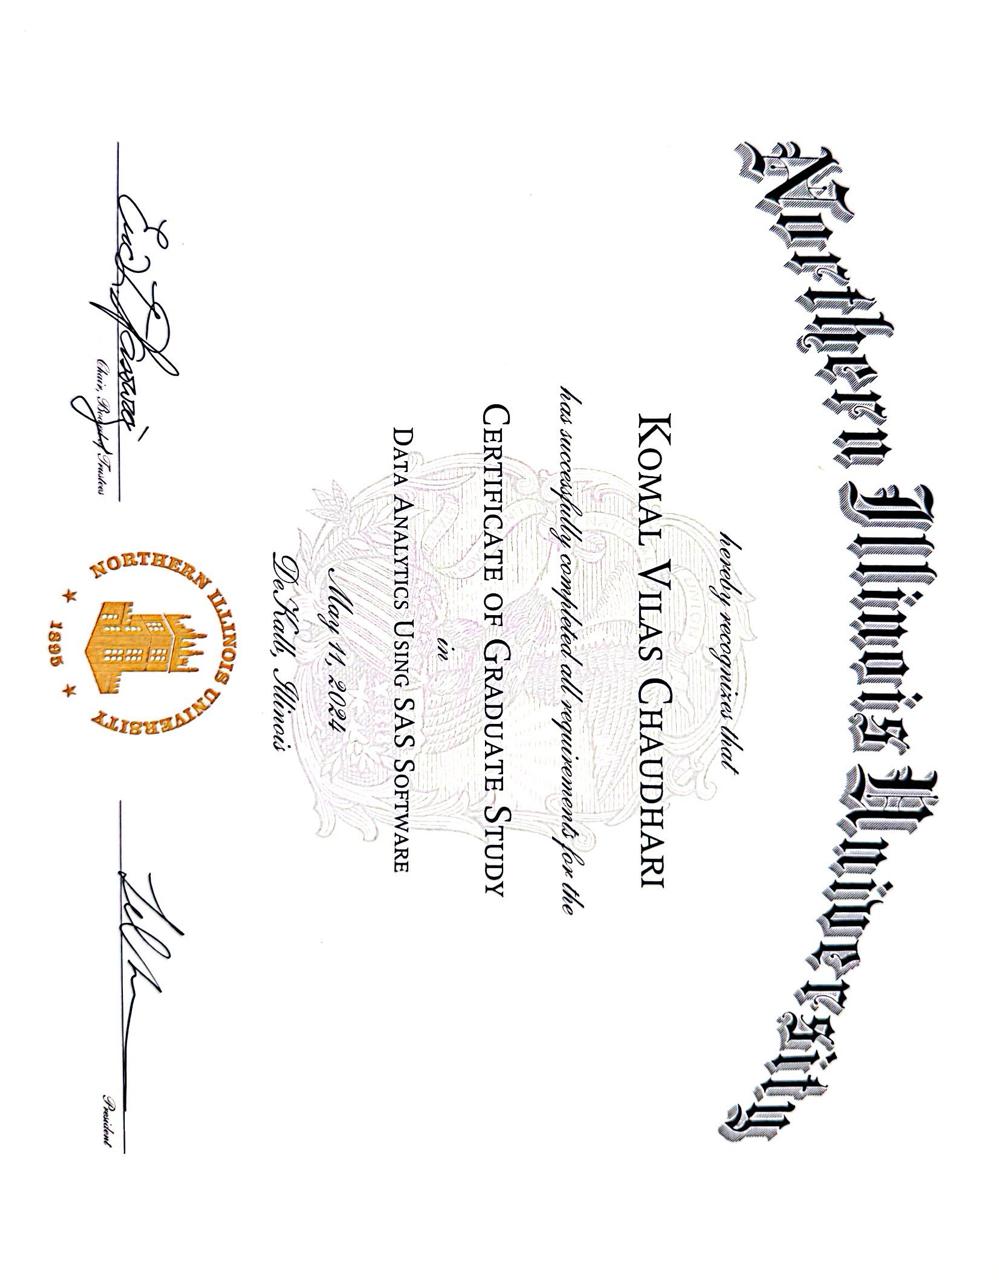 Northern Illinois University
hereby recognizes that
KOMAL VILAS CHAUDHARI
has successfully completed all requirements for the
CERTIFICATE OF GRADUATE STUDY
in
DATA ANALYTICS USING SAS SOFTWARE
May 11, 2024
DeKalb, Illinois
NORTHERN ILLINOIS UNIVERSITY
1895
Chair, Board of Trustees
President